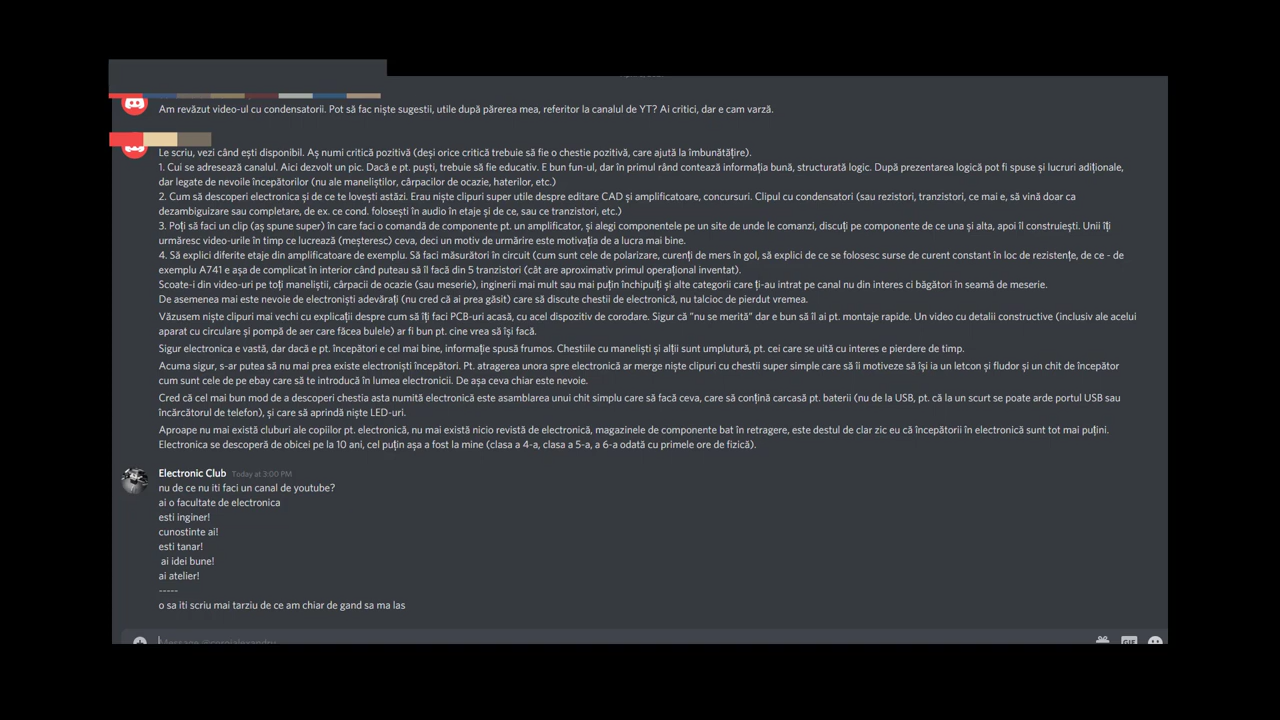 Am revăzut video-ul cu condensatorii. Pot să fac niște sugestii, utile după părerea mea, referitor la canalul de YT? Ai critici, dar e cam varză.
Le scriu, vezi când ești disponibil. Aș numi critică pozitivă (deși orice critică trebuie să fie o chestie pozitivă, care ajută la îmbunătățire).
1. Cui se adresează canalul. Aici dezvolt un pic. Dacă e pt. puști, trebuie să fie educativ. E bun fun-ul, dar în primul rând contează informația bună, structurată logic. După prezentarea logică pot fi spuse și lucruri adiționale,
dar legate de nevoile începătorilor (nu ale maneliștilor, cârpacilor de ocazie, haterilor, etc.)
2. Cum să descoperi electronica și de ce te lovești astăzi. Erau niște clipuri super utile despre editare CAD și amplificatoare, concursuri. Clipul cu condensatori (sau rezistori, tranzistori, ce mai e, să vină doar ca
dezambiguizare sau completare, de ex. ce cond. folosești în audio în etaje și de ce, sau ce tranzistori, etc.)
3. Poți să faci un clip (aș spune super) în care faci o comandă de componente pt. un amplificator, și alegi componentele pe un site de unde le comanzi, discuți pe componente de ce una și alta, apoi îl construiești. Unii îți
urmăresc video-urile în timp ce lucrează (meșteresc) ceva, deci un motiv de urmărire este motivația de a lucra mai bine.
4. Să explici diferite etaje din amplificatoare de exemplu. Să faci măsurători în circuit (cum sunt cele de polarizare, curenți de mers în gol, să explici de ce se folosesc surse de curent constant în loc de rezistențe, de ce - de
exemplu A741 e așa de complicat în interior când puteau să îl facă din 5 tranzistori (cât are aproximativ primul operațional inventat).
Scoate-i din video-uri pe toți maneliștii, cârpacii de ocazie (sau meserie), inginerii mai mult sau mai puțin închipuiți și alte categorii care ți-au intrat pe canal nu din interes ci băgători în seamă de meserie.
De asemenea mai este nevoie de electroniști adevărați (nu cred că ai prea găsit) care să discute chestii de electronică, nu talcioc de pierdut vremea.
Văzusem niște clipuri mai vechi cu explicații despre cum să îți faci PCB-uri acasă, cu acel dispozitiv de corodare. Sigur că "nu se merită" dar e bun să îl ai pt. montaje rapide. Un video cu detalii constructive (inclusiv ale acelui
aparat cu circulare și pompă de aer care făcea bulele) ar fi bun pt. cine vrea să își facă.
Sigur electronica e vastă, dar dacă e pt. începători e cel mai bine, informație spusă frumos. Chestiile cu maneliști și alții sunt umplutură, pt. cei care se uită cu interes e pierdere de timp.
Acuma sigur, s-ar putea să nu mai prea existe electroniști începători. Pt. atragerea unora spre electronică ar merge niște clipuri cu chestii super simple care să îi motiveze să își ia un letcon și fludor și un chit de începător
cum sunt cele de pe ebay care să te introducă în lumea electronicii. De așa ceva chiar este nevoie.
Cred că cel mai bun mod de a descoperi chestia asta numită electronică este asamblarea unui chit simplu care să facă ceva, care să conțină carcasă pt. baterii (nu de la USB, pt. că la un scurt se poate arde portul USB sau
încărcătorul de telefon), și care să aprindă niște LED-uri.
Aproape nu mai există cluburi ale copiilor pt. electronică, nu mai există nicio revistă de electronică, magazinele de componente bat în retragere, este destul de clar zic eu că începătorii în electronică sunt tot mai puțini.
Electronica se descoperă de obicei pe la 10 ani, cel puțin așa a fost la mine (clasa a 4-a, clasa a 5-a, a 6-a odată cu primele ore de fizică).
Electronic Club Today at 3:00 PM
nu de ce nu iti faci un canal de youtube?
ai o facultate de electronica
esti inginer!
cunostinte ai!
esti tanar!
ai idei bune!
ai atelier!
-----
o sa iti scriu mai tarziu de ce am chiar de gand sa ma las
GIF